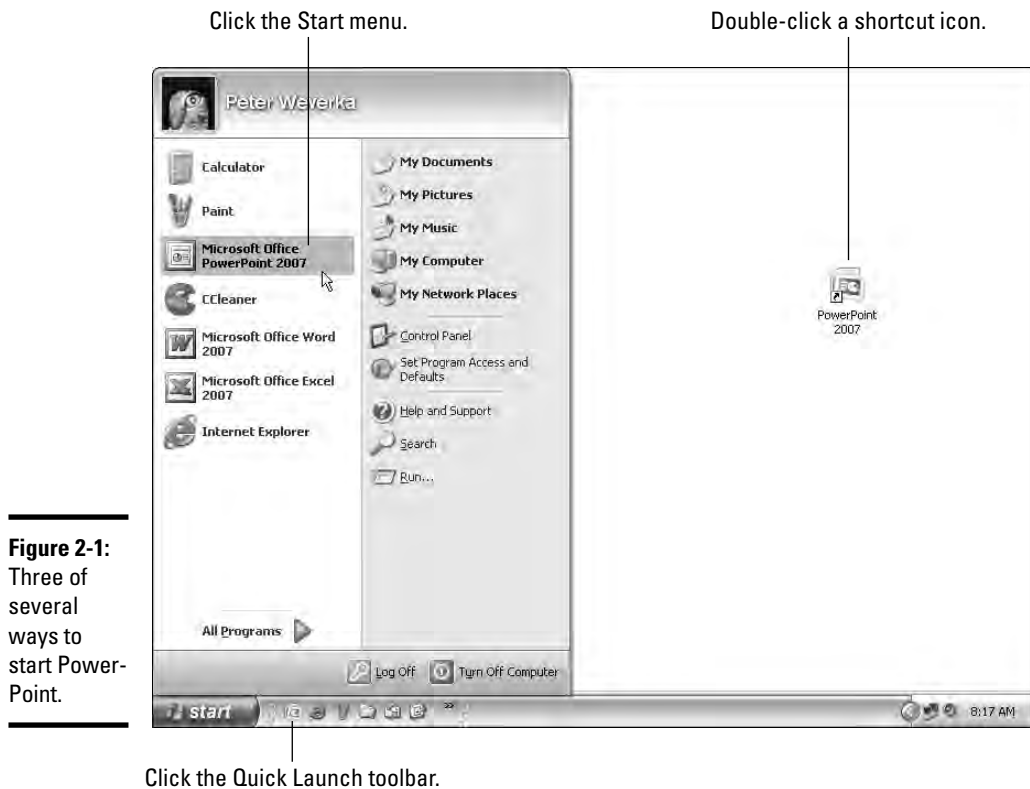 Click the Start menu.
Double-click a shortcut icon.
Peter Weverka
Calculator
Paint
Microsoft Office
PowerPoint 2007
CCleaner
Microsoft Office Word
2007
Microsoft Office Excel
2007
Internet Explorer
All Programs
My Documents
My Pictures
My Music
My Computer
My Network Places
Control Panel
Set Program Access and
Defaults
Help and Support
Search
Run...
Log Off
Turn Off Computer
PowerPoint
2007
start
»
8:17 AM
Click the Quick Launch toolbar.
Figure 2-1:
Three of
several
ways to
start Power-
Point.